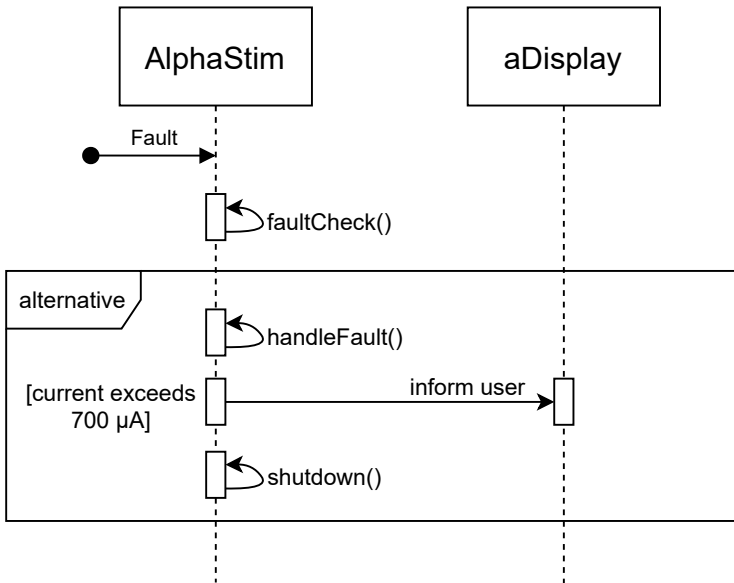 AlphaStim
aDisplay
Fault
faultCheck()
alternative
handleFault()
[current exceeds
700 µA]
inform user
shutdown()